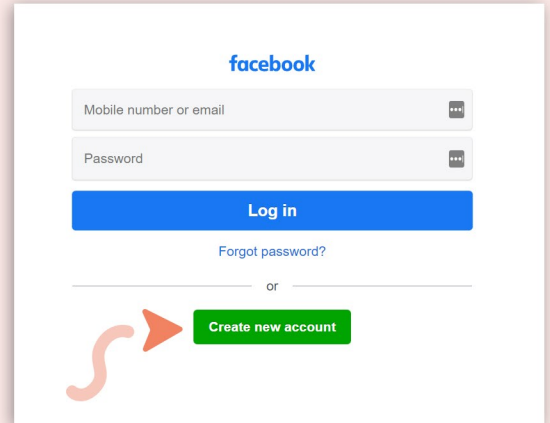 facebook
Mobile number or email
Password
Log in
Forgot password?
or
Create new account